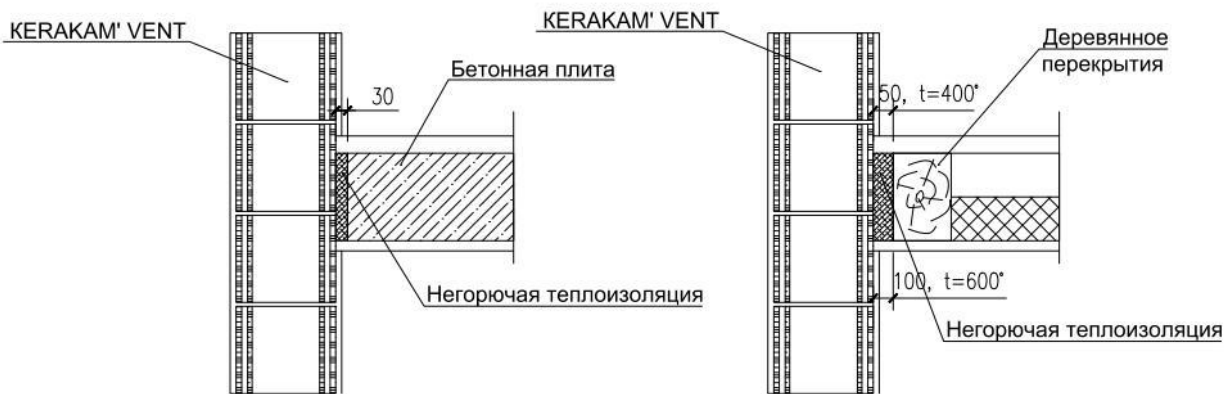 KERAKAM' VENT
Бетонная плита
30
Негорючая теплоизоляция
KERAKAM' VENT
Деревянное
перекрытия
50, t=400°
100, t=600°
Негорючая теплоизоляция